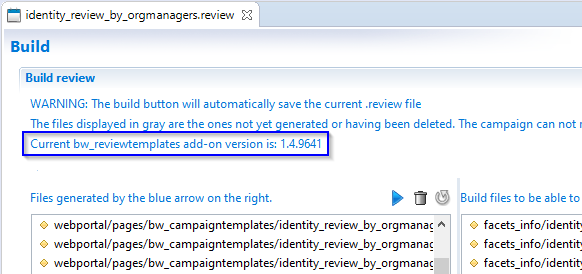 identity_review_by_orgmanagers.review
Build
Build review
WARNING: The build button will automatically save the current .review file
The files displayed in gray are the ones not yet generated or having been deleted. The campaign can not
Current bw_reviewtemplates add-on version is: 1.4.9641
Files generated by the blue arrow on the right.
Build files to be able to
webportal/pages/bw_campaigntemplates/identity_review_by_orgmanag
facets_info/identity
webportal/pages/bw_campaigntemplates/identity_review_by_orgmanag
facets_info/identity
webportal/pages/bw_campaigntemplates/identity_review_by_orgmanag
facets_info/identity